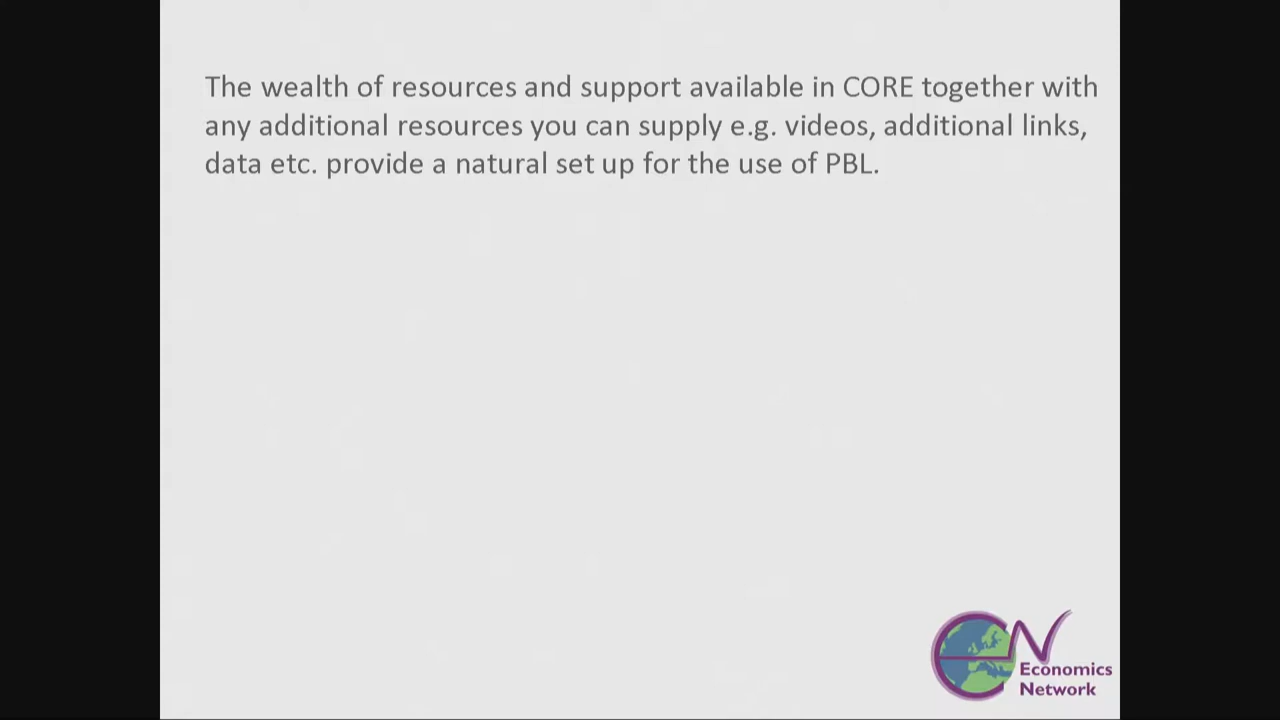 The wealth of resources and support available in CORE together with
any additional resources you can supply e.g. videos, additional links,
data etc. provide a natural set up for the use of PBL.
Economics
Network